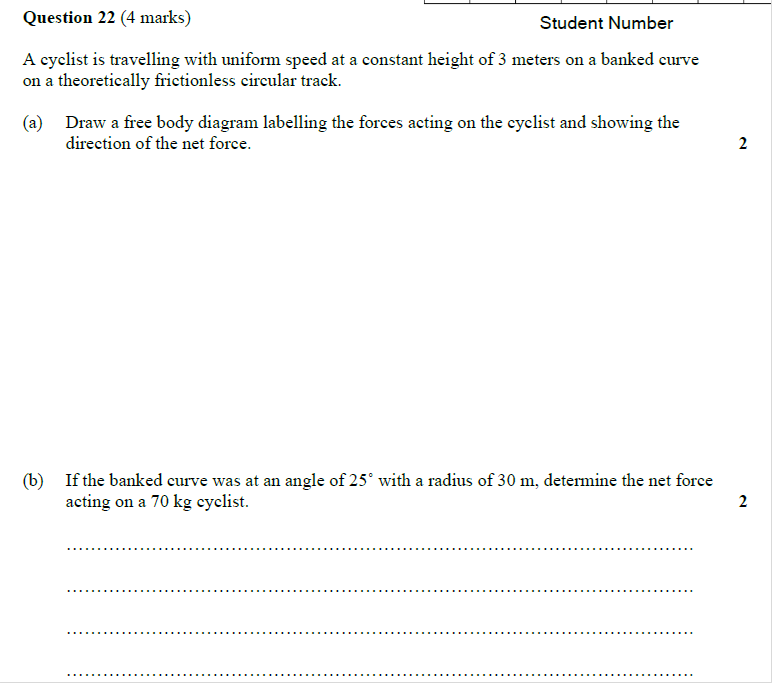 Question 22 (4 marks)
Student Number
A cyclist is travelling with uniform speed at a constant height of 3 meters on a banked curve
on a theoretically frictionless circular track.
(a) Draw a free body diagram labelling the forces acting on the cyclist and showing the
direction of the net force. 2
(b) If the banked curve was at an angle of 25° with a radius of 30 m, determine the net force
acting on a 70 kg cyclist. 2